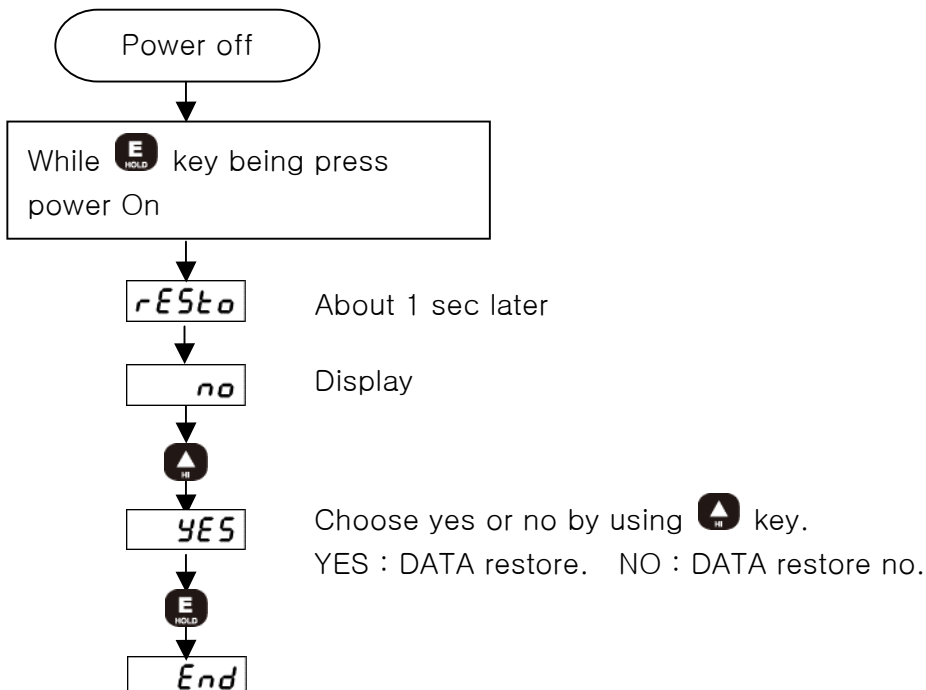 Power off
While E HOLD key being press
power On
rESto About 1 sec later
no Display
HI
yES Choose yes or no by using HI key.
YES : DATA restore. NO : DATA restore no.
E HOLD
End